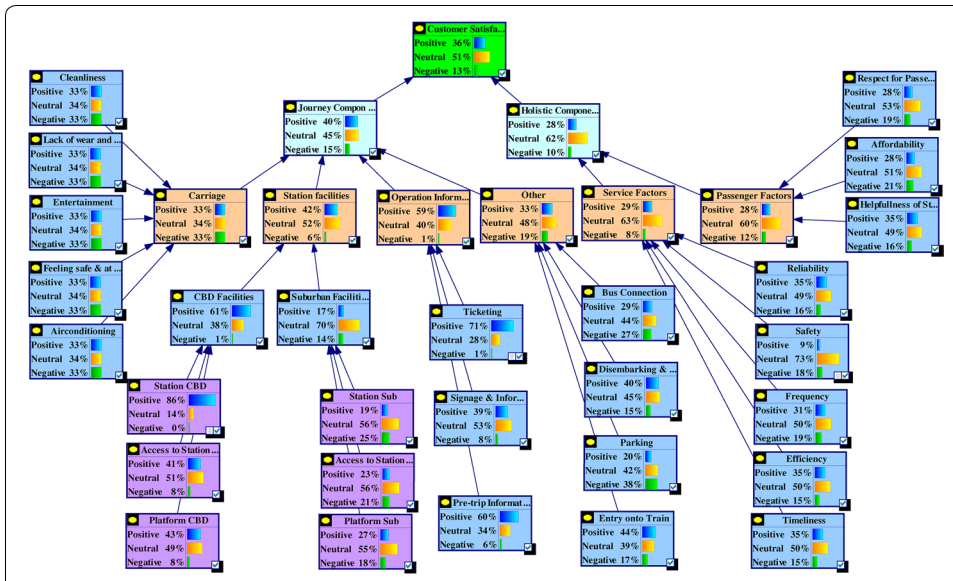 Customer Satisfa...
Positive 36%
Neutral 51%
Negative 13%
Cleanliness
Positive 33%
Neutral 34%
Negative 33%
Respect for Passe...
Positive 28%
Neutral 53%
Negative 19%
Journey Compon ...
Positive 40%
Neutral 45%
Negative 15%
Holistic Compone...
Positive 28%
Neutral 62%
Negative 10%
Lack of wear and ...
Positive 33%
Neutral 34%
Negative 33%
Affordability
Positive 28%
Neutral 51%
Negative 21%
Entertainment
Positive 33%
Neutral 34%
Negative 33%
Carriage
Positive 33%
Neutral 34%
Negative 33%
Station facilities
Positive 42%
Neutral 52%
Negative 6%
Operation Inform...
Positive 59%
Neutral 40%
Negative 1%
Other
Positive 33%
Neutral 48%
Negative 19%
Service Factors
Positive 29%
Neutral 63%
Negative 8%
Passenger Factors
Positive 28%
Neutral 60%
Negative 12%
Helpfullness of St...
Positive 35%
Neutral 49%
Negative 16%
Feeling safe & at ...
Positive 33%
Neutral 34%
Negative 33%
CBD Facilities
Positive 61%
Neutral 38%
Negative 1%
Suburban Faciliti...
Positive 17%
Neutral 70%
Negative 14%
Ticketing
Positive 71%
Neutral 28%
Negative 1%
Bus Connection
Positive 29%
Neutral 44%
Negative 27%
Reliability
Positive 35%
Neutral 49%
Negative 16%
Airconditioning
Positive 33%
Neutral 34%
Negative 33%
Safety
Positive 9%
Neutral 73%
Negative 18%
Station CBD
Positive 86%
Neutral 14%
Negative 0%
Station Sub
Positive 19%
Neutral 56%
Negative 25%
Signage & Infor...
Positive 39%
Neutral 53%
Negative 8%
Disembarking & ...
Positive 40%
Neutral 45%
Negative 15%
Frequency
Positive 31%
Neutral 50%
Negative 19%
Access to Station ...
Positive 41%
Neutral 51%
Negative 8%
Access to Station ...
Positive 23%
Neutral 56%
Negative 21%
Parking
Positive 20%
Neutral 42%
Negative 38%
Efficiency
Positive 35%
Neutral 50%
Negative 15%
Platform CBD
Positive 43%
Neutral 49%
Negative 8%
Platform Sub
Positive 27%
Neutral 55%
Negative 18%
Pre-trip Informat...
Positive 60%
Neutral 34%
Negative 6%
Entry onto Train
Positive 44%
Neutral 39%
Negative 17%
Timeliness
Positive 35%
Neutral 50%
Negative 15%